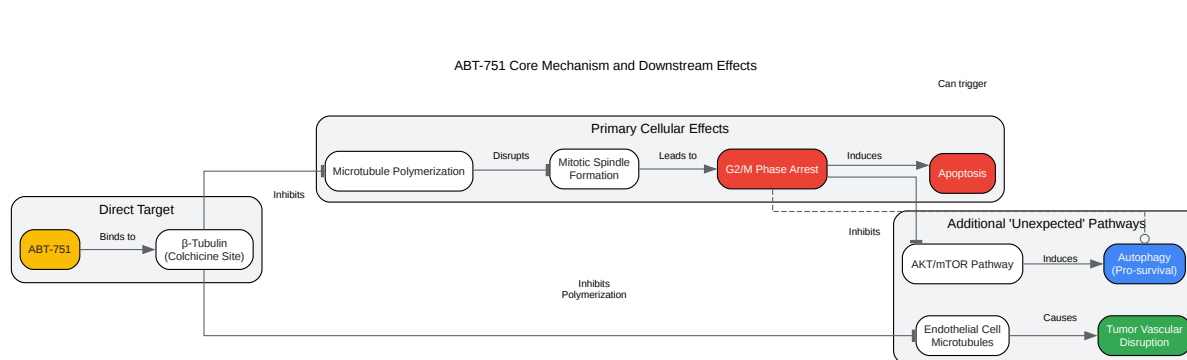 ABT-751 Core Mechanism and Downstream Effects
Can trigger
Primary Cellular Effects
Microtubule Polymerization
Disrupts
Mitotic Spindle
Formation
Leads to
G2/M Phase Arrest
Induces
Apoptosis
Inhibits
Direct Target
ABT-751
Binds to
β-Tubulin
(Colchicine Site)
Inhibits
Additional 'Unexpected' Pathways
AKT/mTOR Pathway
Induces
Autophagy
(Pro-survival)
Inhibits
Polymerization
Endothelial Cell
Microtubules
Causes
Tumor Vascular
Disruption